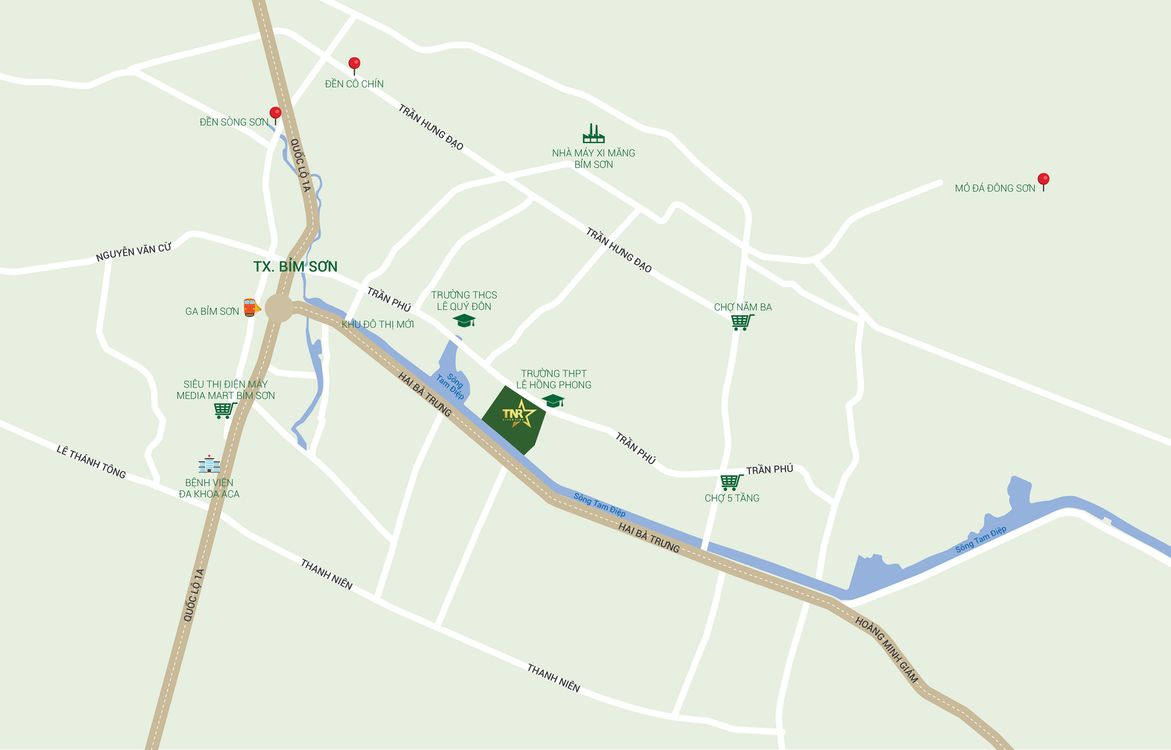 ĐỀN CÔ CHÍN
ĐỀN SÒNG SƠN
TRẦN HƯNG ĐẠO
QUỐC LỘ 1A
NHÀ MÁY XI MĂNG
BỈM SƠN
MỎ ĐÁ ĐÔNG SƠN
NGUYỄN VĂN CỪ
TRẦN HƯNG ĐẠO
TX. BỈM SƠN
TRẦN PHÚ
TRƯỜNG THCS
LÊ QUÝ ĐÔN
GA BỈM SƠN
KHU ĐÔ THỊ MỚI
CHỢ NĂM BA
SIÊU THỊ ĐIỆN MÁY
MEDIA MART BỈM SƠN
HAI BÀ TRƯNG
Sông
Tam Điệp
TRƯỜNG THPT
LÊ HỒNG PHONG
TNR
LÊ THÁNH TÔNG
BỆNH VIỆN
ĐA KHOA ACA
TRẦN PHÚ
TRẦN PHÚ
CHỢ 5 TẦNG
Sông Tam Điệp
HAI BÀ TRƯNG
Sông Tam Điệp
THANH NIÊN
QUỐC LỘ 1A
HOÀNG MINH GIÁM
THANH NIÊN